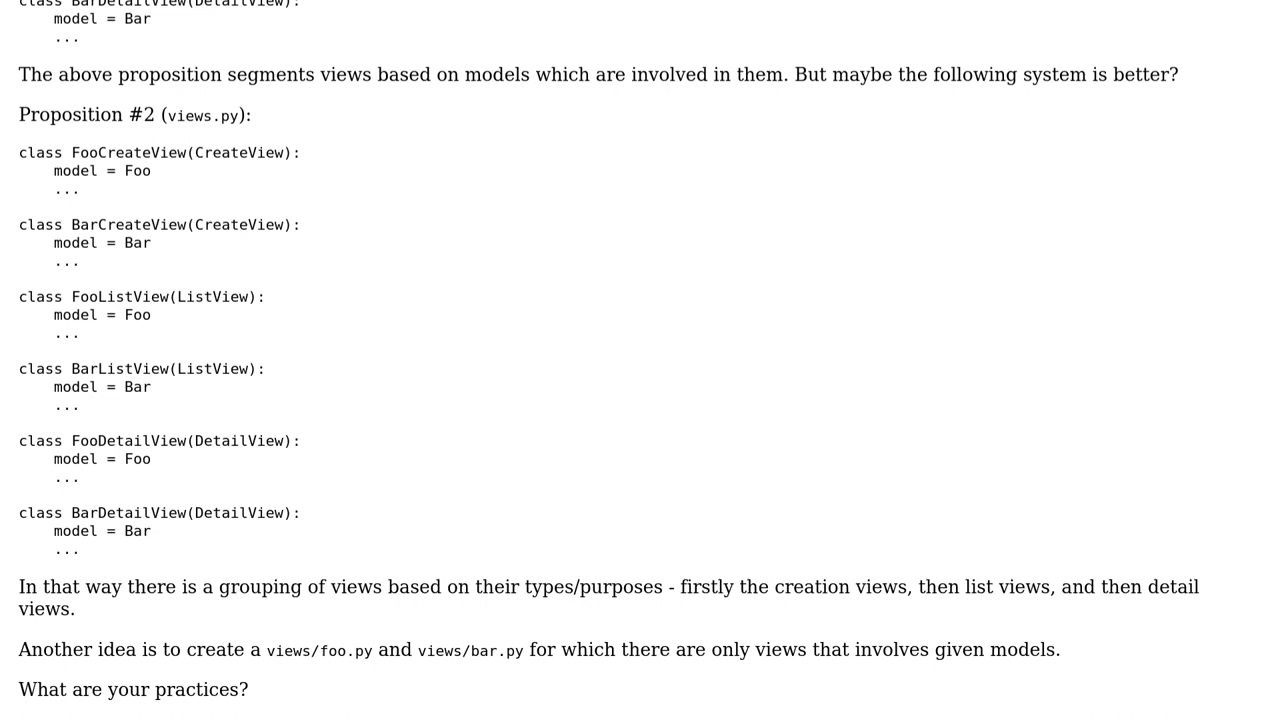 class BarDetailView(DetailView):
    model = Bar
    ...
The above proposition segments views based on models which are involved in them. But maybe the following system is better?
Proposition #2 (views.py):
class FooCreateView(CreateView):
    model = Foo
    ...
class BarCreateView(CreateView):
    model = Bar
    ...
class FooListView(ListView):
    model = Foo
    ...
class BarListView(ListView):
    model = Bar
    ...
class FooDetailView(DetailView):
    model = Foo
    ...
class BarDetailView(DetailView):
    model = Bar
    ...
In that way there is a grouping of views based on their types/purposes - firstly the creation views, then list views, and then detail
views.
Another idea is to create a views/foo.py and views/bar.py for which there are only views that involves given models.
What are your practices?